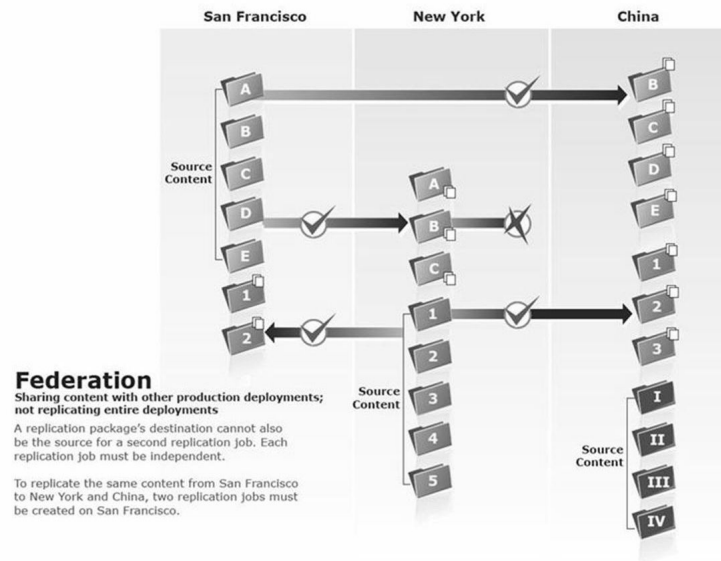 San Francisco New York China
A
B
C
D
E
1
2
Source
Content
A
B
C
1
2
3
4
5
Source
Content
B
C
D
E
1
2
3
I
II
III
IV
Source
Content
Federation
Sharing content with other production deployments;
not replicating entire deployments
A replication package's destination cannot also
be the source for a second replication job. Each
replication job must be independent.
To replicate the same content from San Francisco
to New York and China, two replication jobs must
be created on San Francisco.